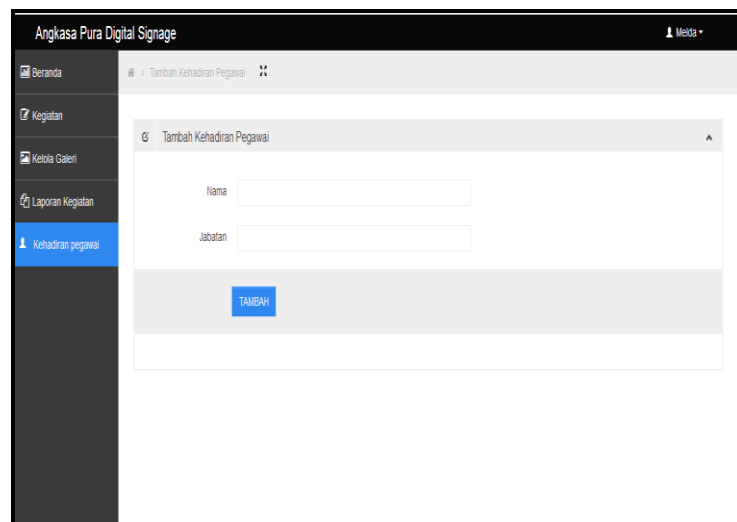 Angkasa Pura Digital Signage
Melda
Beranda
> Tambah Kehadiran Pegawai
Kegiatan
Tambah Kehadiran Pegawai
Kelola Galeri
Nama
Laporan Kegiatan
Jabatan
Kehadiran pegawai
TAMBAH